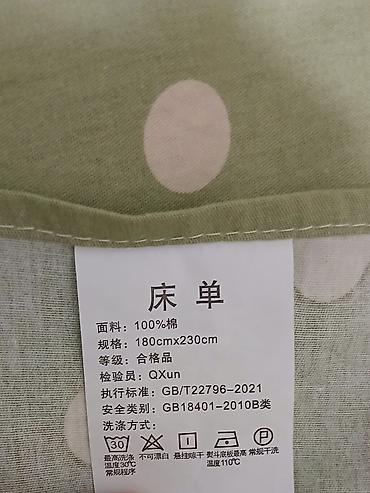 床单
面料：100%棉
规格：180cmx230cm
等级：合格品
检验员：QXun
执行标准：GB/T22796-2021
安全类别：GB18401-2010B类
洗涤方式：
30 P
最高洗涤 不可漂白 悬挂晾干 熨斗底板最高 常规干洗
温度30℃ 温度110℃
常规程序